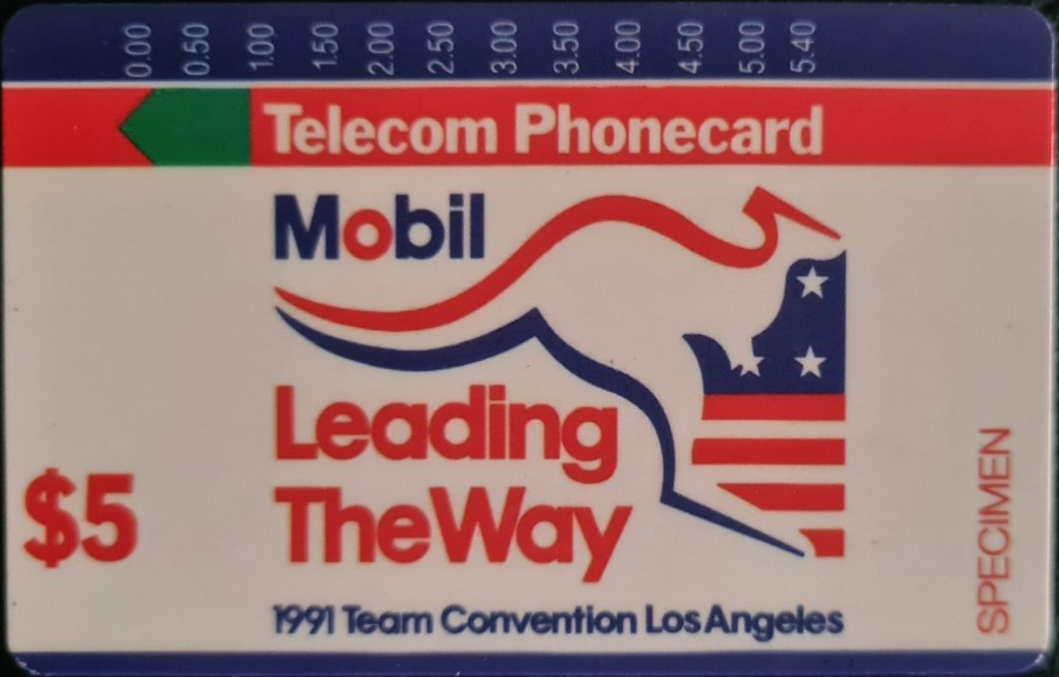 0.00 0.50 1.00 1.50 2.00 2.50 3.00 3.50 4.00 4.50 5.00 5.40
Telecom Phonecard
Mobil
Leading
The Way
$5
1991 Team Convention Los Angeles
SPECIMEN